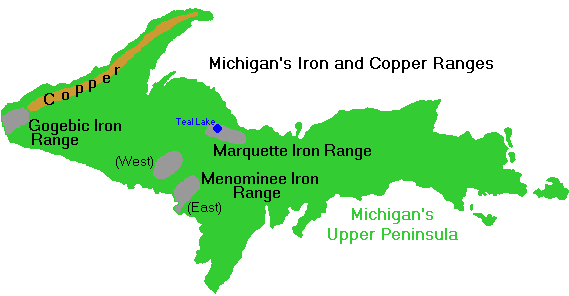 Michigan's Iron and Copper Ranges
Copper
Teal Lake
Gogebic Iron
Range
Marquette Iron Range
(West)
Menominee Iron
Range
(East)
Michigan's
Upper Peninsula